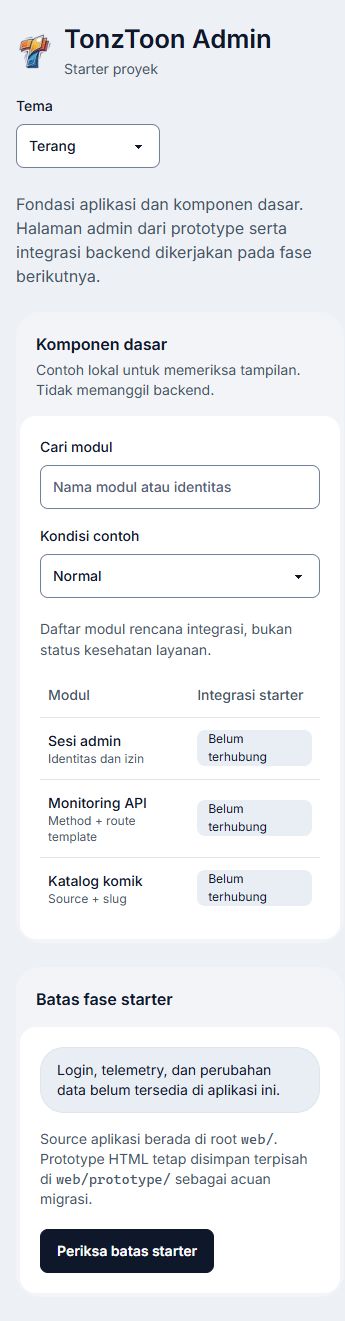 TonzToon Admin
Starter proyek
Tema
Terang
Fondasi aplikasi dan komponen dasar.
Halaman admin dari prototype serta
integrasi backend dikerjakan pada fase
berikutnya.
Komponen dasar
Contoh lokal untuk memeriksa tampilan.
Tidak memanggil backend.
Cari modul
Nama modul atau identitas
Kondisi contoh
Normal
Daftar modul rencana integrasi, bukan
status kesehatan layanan.
Modul Integrasi starter
Sesi admin
Identitas dan izin
Belum
terhubung
Monitoring API
Method + route
template
Belum
terhubung
Katalog komik
Source + slug
Belum
terhubung
Batas fase starter
Login, telemetry, dan perubahan
data belum tersedia di aplikasi ini.
Source aplikasi berada di root web/.
Prototype HTML tetap disimpan terpisah
di web/prototype/ sebagai acuan
migrasi.
Periksa batas starter